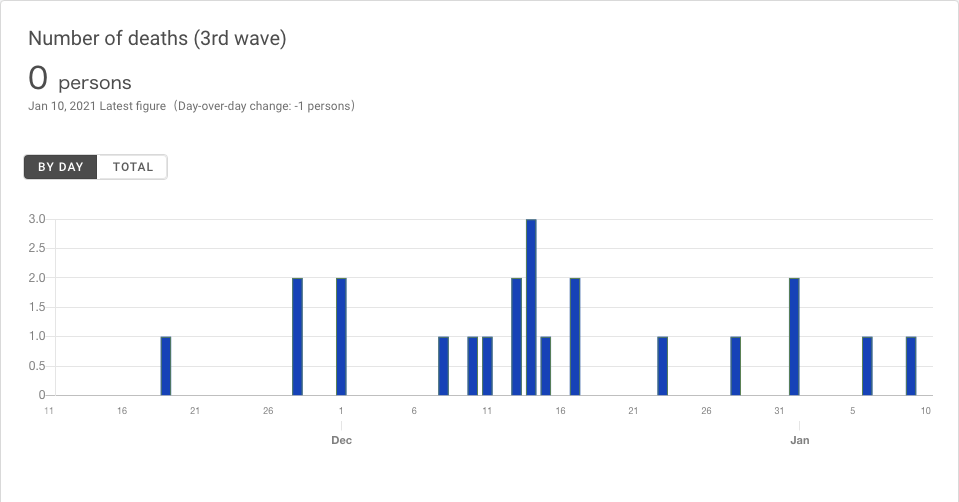 Number of deaths (3rd wave)
0 persons
Jan 10, 2021 Latest figure（Day-over-day change: -1 persons）
BY DAY TOTAL
3.0
2.5
2.0
1.5
1.0
0.5
0
11 16 21 26 1 6 11 16 21 26 31 5 10
Dec Jan